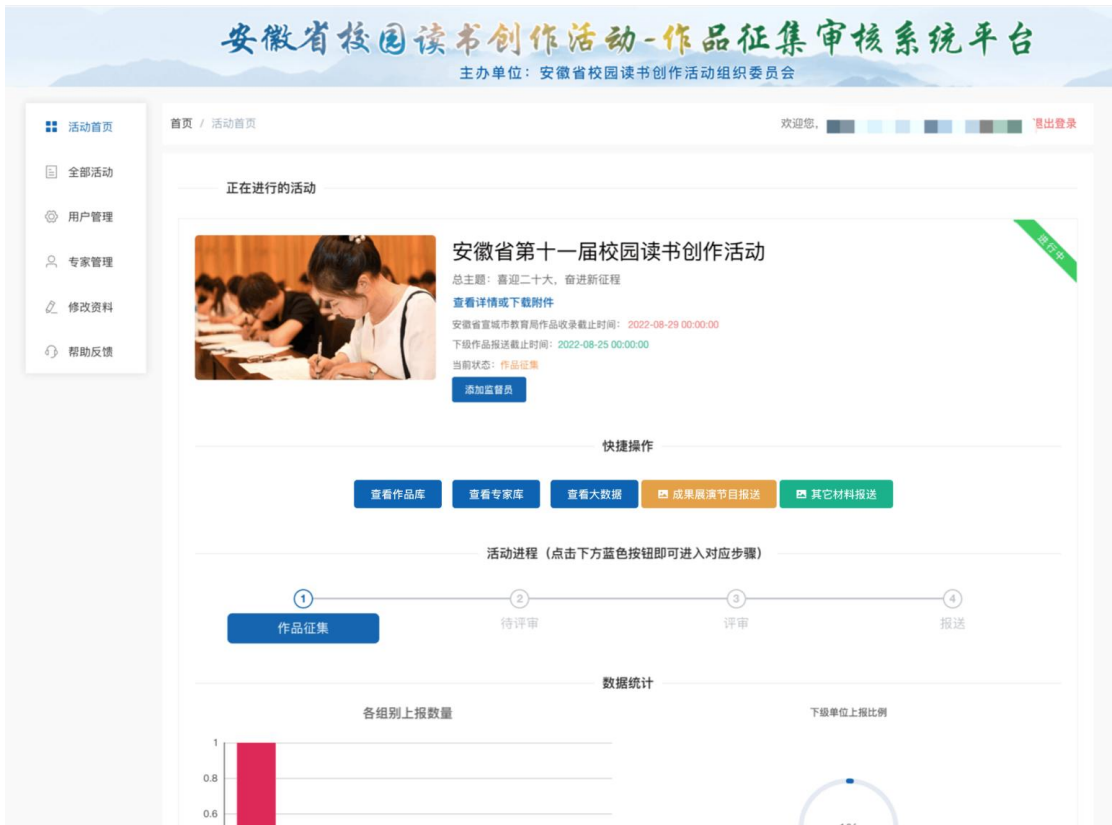 安徽省校园读书创作活动-作品征集审核系统平台
主办单位：安徽省校园读书创作活动组织委员会
活动首页
全部活动
用户管理
专家管理
修改资料
帮助反馈
首页 / 活动首页
欢迎您，
退出登录
正在进行的活动
进行中
安徽省第十一届校园读书创作活动
总主题：喜迎二十大，奋进新征程
查看详情或下载附件
安徽省宣城市教育局作品收录截止时间： 2022-08-29 00:00:00
下级作品报送截止时间：2022-08-25 00:00:00
当前状态：作品征集
添加监督员
快捷操作
查看作品库 查看专家库 查看大数据 成果展演节目报送 其它材料报送
活动进程（点击下方蓝色按钮即可进入对应步骤）
1 2 3 4
作品征集 待评审 评审 报送
数据统计
各组别上报数量 下级单位上报比例
1
0.8
0.6